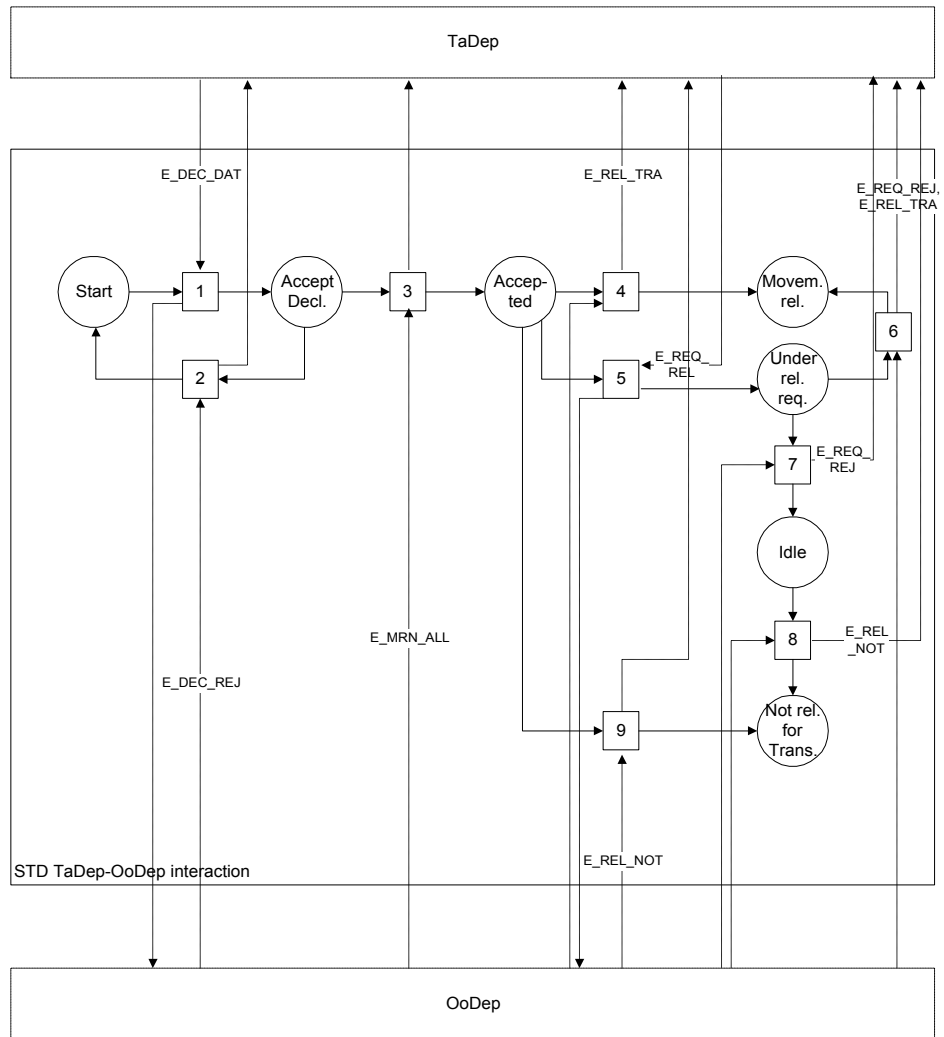 TaDep
E_DEC_DAT
E_REL_TRA
E_REQ_REJ,
E_REL_TRA
Start
1
Accept
Decl.
3
Accep-
ted
4
Movem.
rel.
6
2
5
E_REQ_
REL
Under
rel.
req.
7
E_REQ_
REJ
Idle
E_MRN_ALL
8
E_REL
_NOT
E_DEC_REJ
9
Not rel.
for
Trans.
E_REL_NOT
STD TaDep-OoDep interaction
OoDep